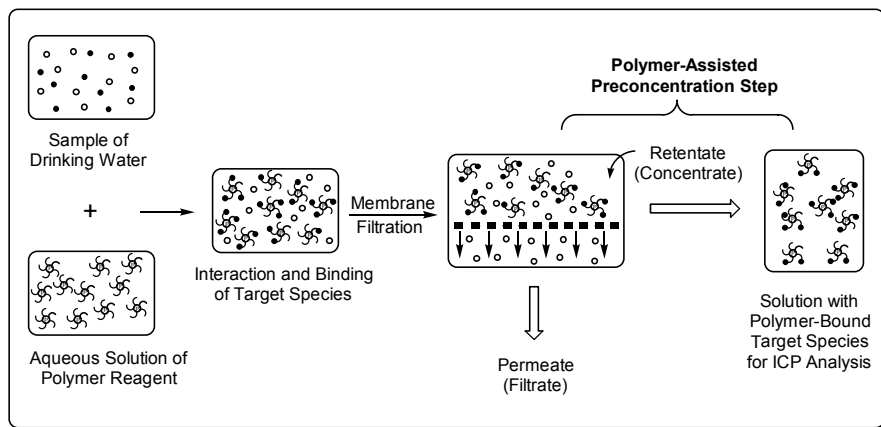 Sample of
Drinking Water
+
Aqueous Solution of
Polymer Reagent
Interaction and Binding
of Target Species
Membrane
Filtration
Polymer-Assisted
Preconcentration Step
Retentate
(Concentrate)
Permeate
(Filtrate)
Solution with
Polymer-Bound
Target Species
for ICP Analysis